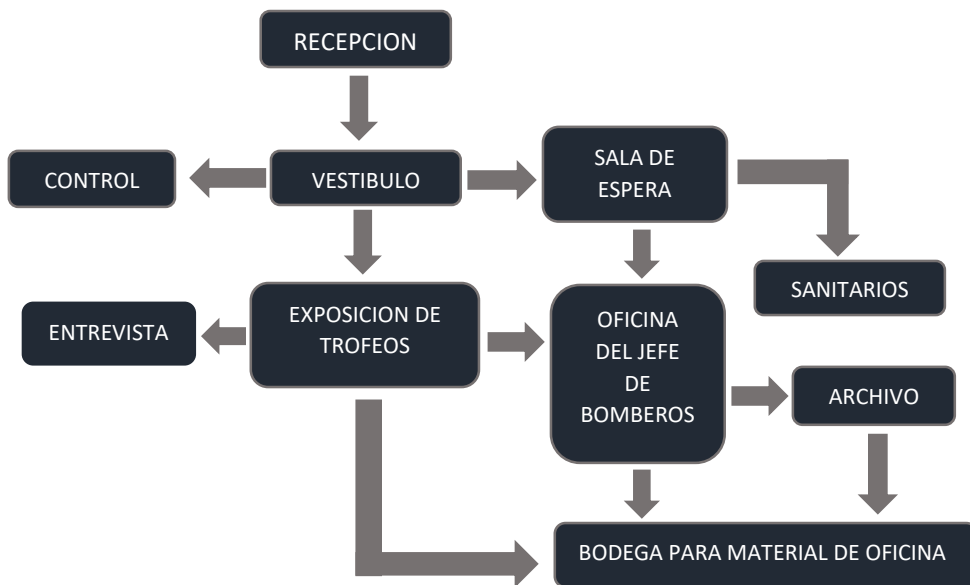 RECEPCION
CONTROL
VESTIBULO
SALA DE
ESPERA
SANITARIOS
ENTREVISTA
EXPOSICION DE
TROFEOS
OFICINA
DEL JEFE
DE
BOMBEROS
ARCHIVO
BODEGA PARA MATERIAL DE OFICINA